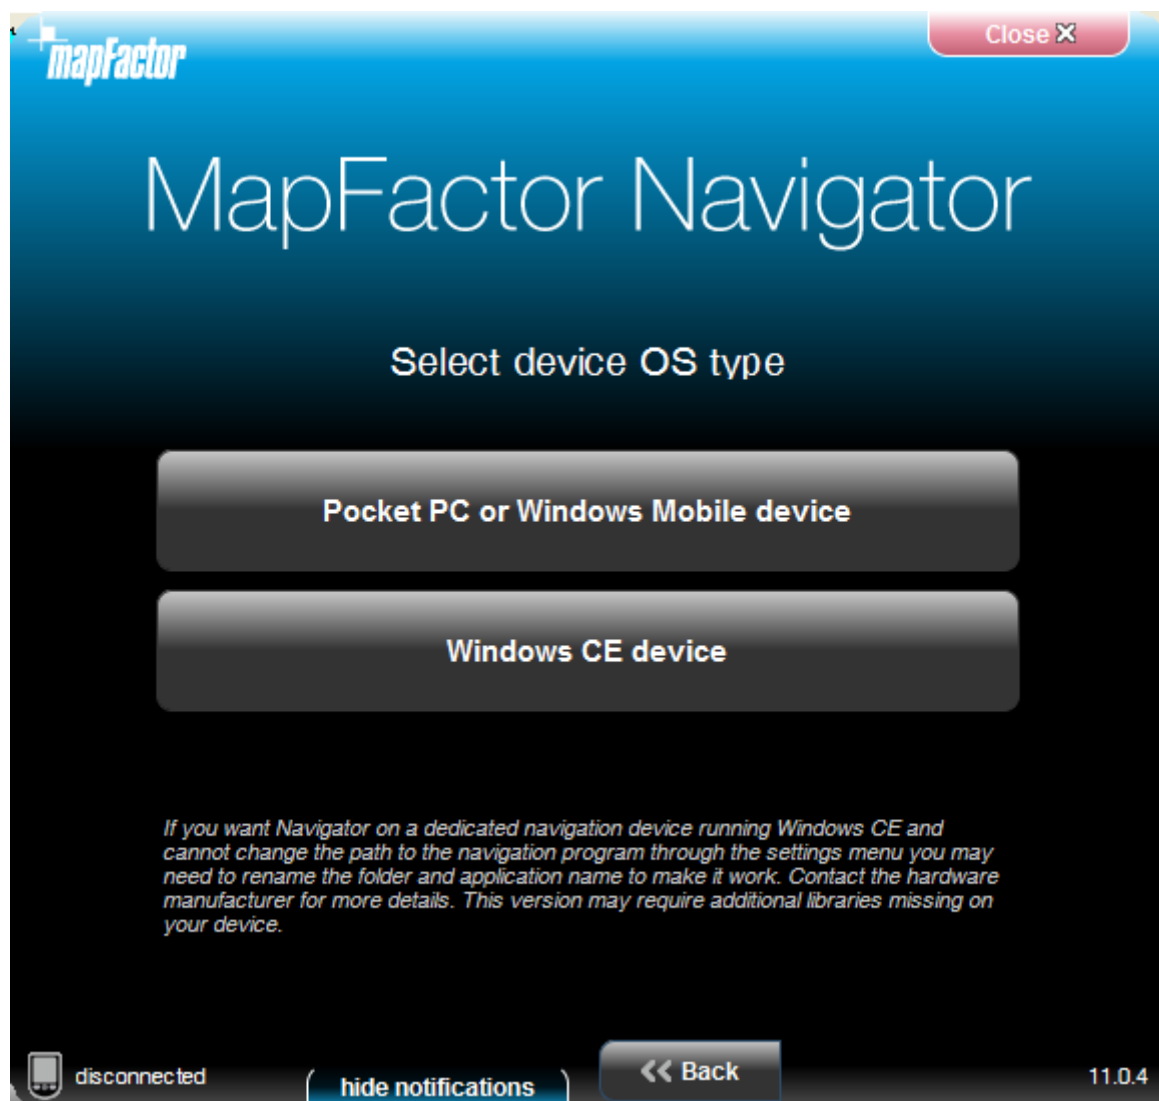 mapFactor
Close
MapFactor Navigator
Select device OS type
Pocket PC or Windows Mobile device
Windows CE device
If you want Navigator on a dedicated navigation device running Windows CE and
cannot change the path to the navigation program through the settings menu you may
need to rename the folder and application name to make it work. Contact the hardware
manufacturer for more details. This version may require additional libraries missing on
your device.
disconnected
hide notifications
Back
11.0.4